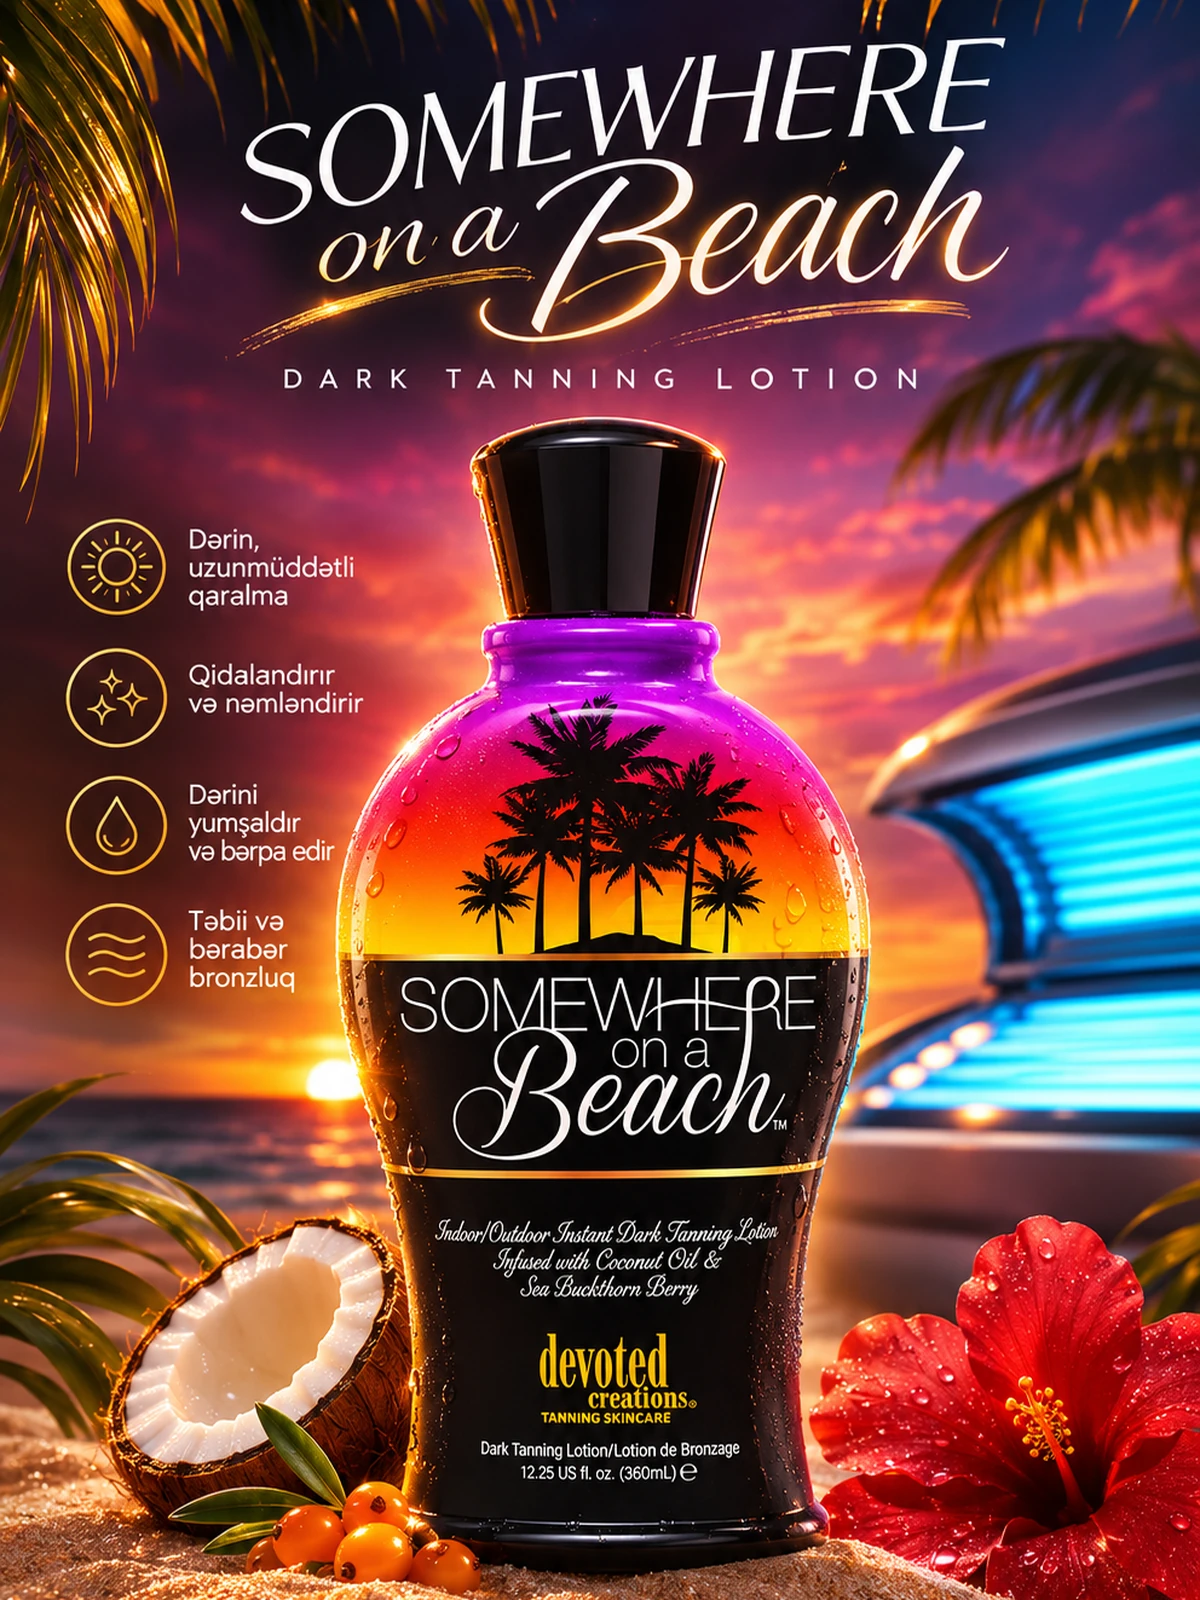 SOMEWHERE
on a Beach
DARK TANNING LOTION
Dərin,
uzunmüddətli
qaralma
Qidalandırır
və nəmləndirir
Dərini
yumşaldır
və bərpa edir
Təbii və
bərabər
bronzluq
SOMEWHERE
on a
Beach™
Indoor/Outdoor Instant Dark Tanning Lotion
Infused with Coconut Oil &
Sea Buckthorn Berry
devoted
creations®
TANNING SKINCARE
Dark Tanning Lotion/Lotion de Bronzage
12.25 US fl. oz. (360mL) ℮